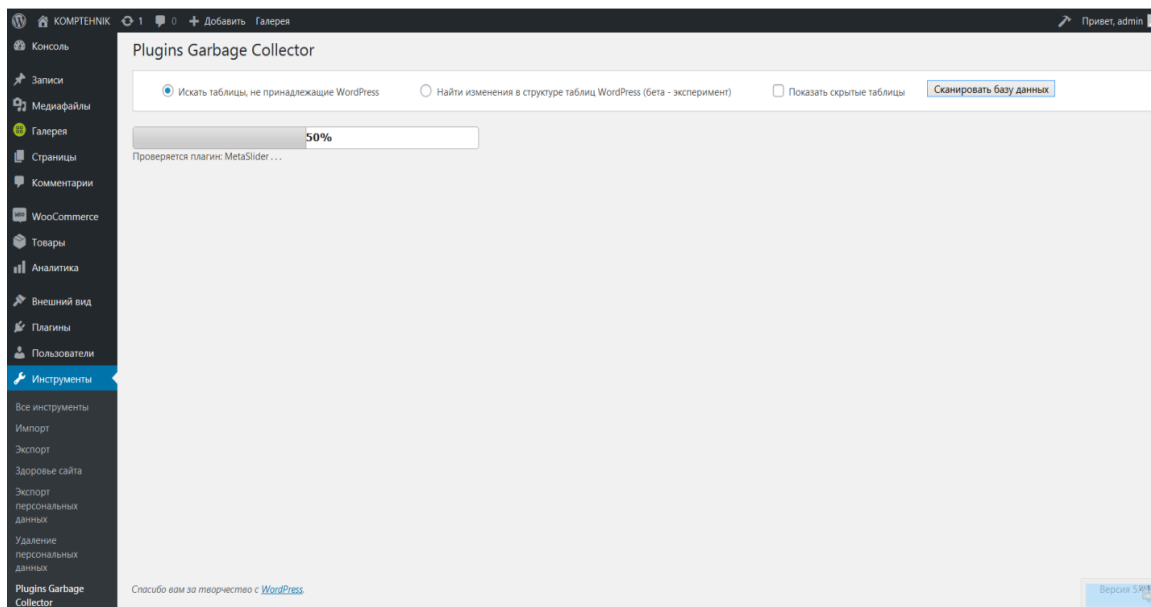 KOMPTEHNIK 1 0 Добавить Галерея Привет, admin
Консоль
Записи
Медиафайлы
Галерея
Страницы
Комментарии
WooCommerce
Товары
Аналитика
Внешний вид
Плагины
Пользователи
Инструменты
Все инструменты
Импорт
Экспорт
Здоровье сайта
Экспорт
персональных
данных
Удаление
персональных
данных
Plugins Garbage
Collector
Plugins Garbage Collector
Искать таблицы, не принадлежащие WordPress Найти изменения в структуре таблиц WordPress (бета - эксперимент) Показать скрытые таблицы Сканировать базу данных
50%
Проверяется плагин: MetaSlider . . .
Спасибо вам за творчество с WordPress.
Версия